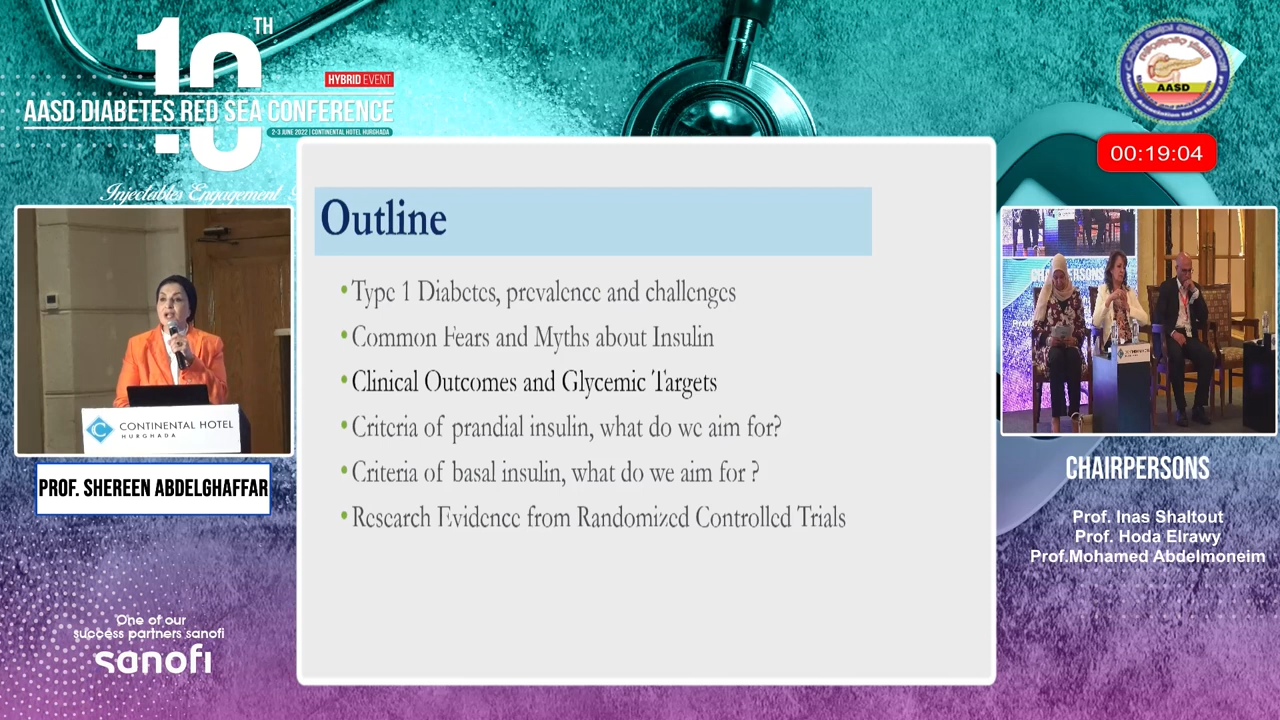 10TH
HYBRID EVENT
AASD DIABETES RED SEA CONFERENCE
2-3 JUNE 2022 | CONTINENTAL HOTEL HURGHADA
Injectables Engagement
AASD
00:19:04
Outline
• Type 1 Diabetes, prevalence and challenges
• Common Fears and Myths about Insulin
• Clinical Outcomes and Glycemic Targets
• Criteria of prandial insulin, what do we aim for?
• Criteria of basal insulin, what do we aim for ?
• Research Evidence from Randomized Controlled Trials
CONTINENTAL HOTEL
HURGHADA
PROF. SHEREEN ABDELGHAFFAR
CHAIRPERSONS
Prof. Inas Shaltout
Prof. Hoda Elrawy
Prof.Mohamed Abdelmoneim
One of our
success partners sanofi
sanofi